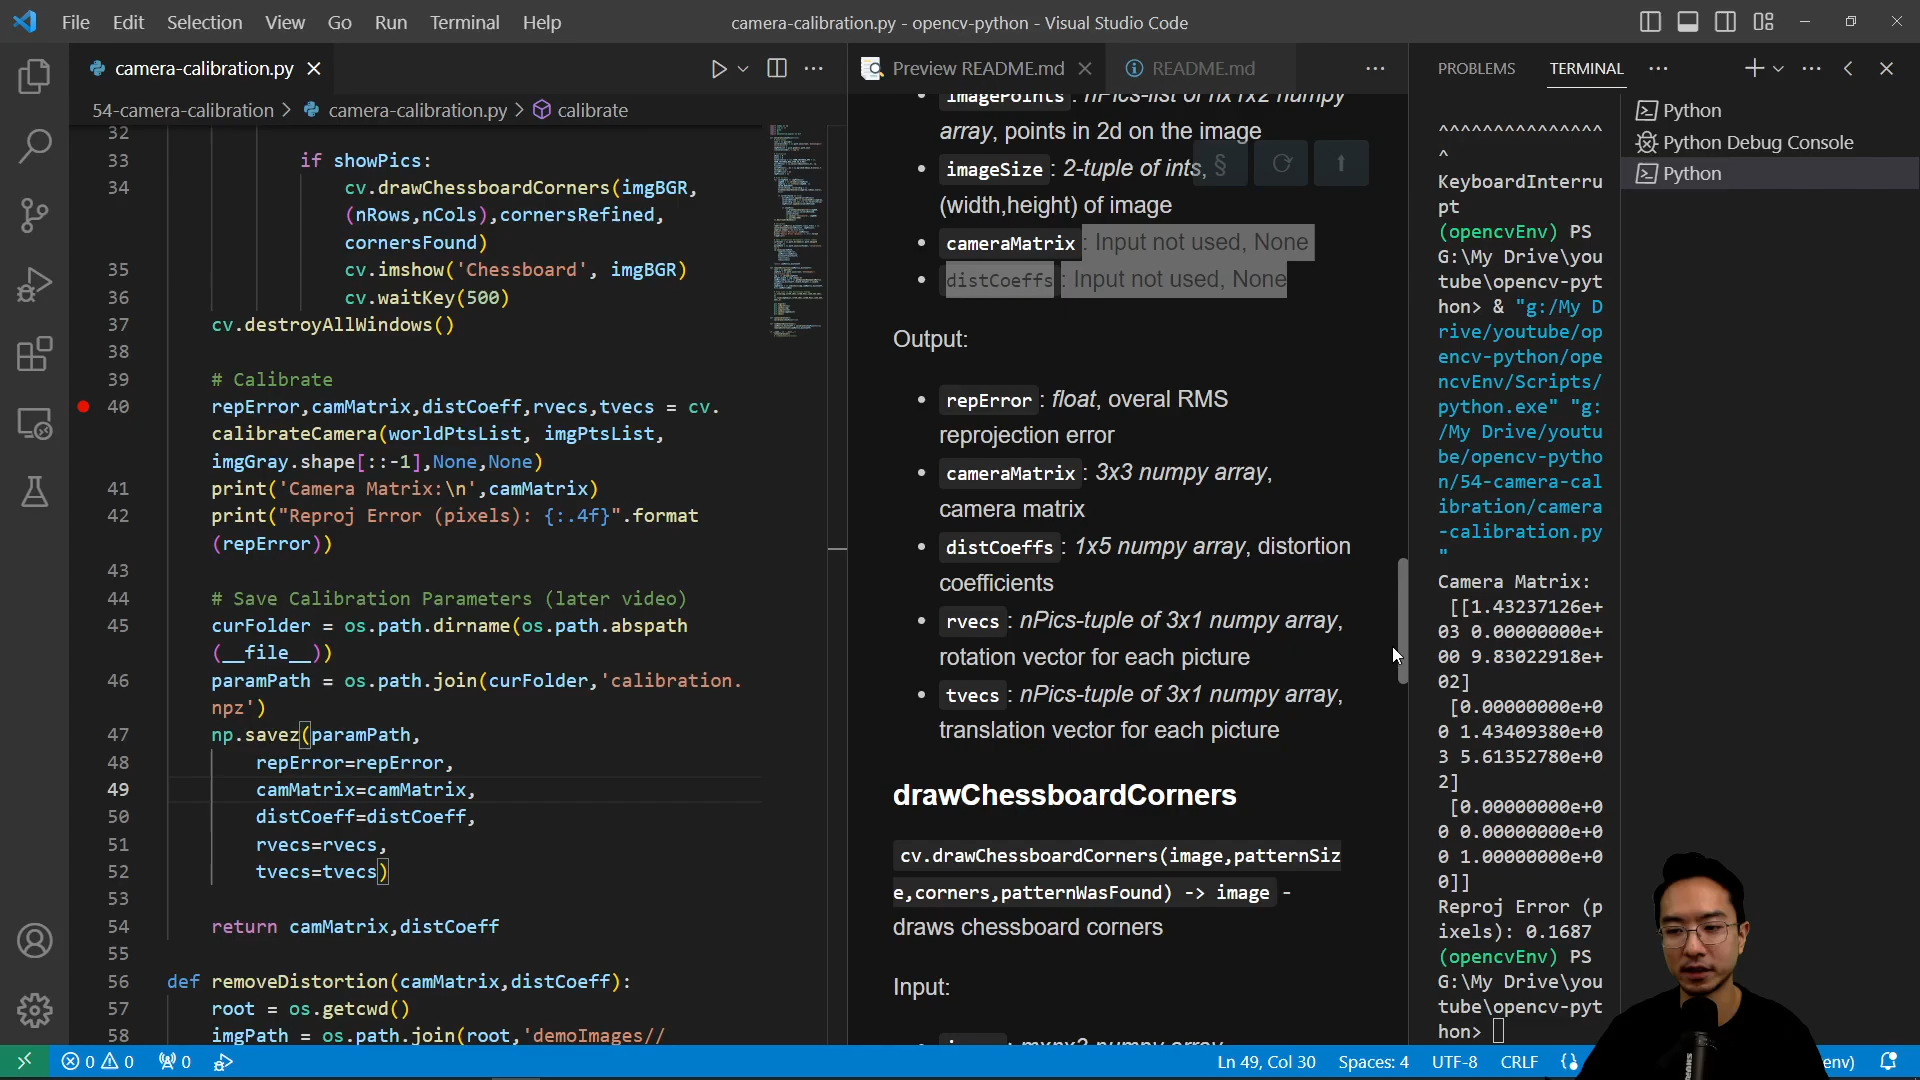 File Edit Selection View Go Run Terminal Help
camera-calibration.py - opencv-python - Visual Studio Code
camera-calibration.py
54-camera-calibration > camera-calibration.py > calibrate
32
33 if showPics:
34 cv.drawChessboardCorners(imgBGR,
(nRows,nCols),cornersRefined,
cornersFound)
35 cv.imshow('Chessboard', imgBGR)
36 cv.waitKey(500)
37 cv.destroyAllWindows()
38
39 # Calibrate
40 repError,camMatrix,distCoeff,rvecs,tvecs = cv.
calibrateCamera(worldPtsList, imgPtsList,
imgGray.shape[::-1],None,None)
41 print('Camera Matrix:\n',camMatrix)
42 print("Reproj Error (pixels): {:.4f}".format
(repError))
43
44 # Save Calibration Parameters (later video)
45 curFolder = os.path.dirname(os.path.abspath
(__file__))
46 paramPath = os.path.join(curFolder,'calibration.
npz')
47 np.savez(paramPath,
48 repError=repError,
49 camMatrix=camMatrix,
50 distCoeff=distCoeff,
51 rvecs=rvecs,
52 tvecs=tvecs)
53
54 return camMatrix,distCoeff
55
56 def removeDistortion(camMatrix,distCoeff):
57 root = os.getcwd()
58 imgPath = os.path.join(root,'demoImages//
Preview README.md
README.md
imagePoints : nPics-list of nx1x2 numpy
array, points in 2d on the image
imageSize : 2-tuple of ints,
(width,height) of image
cameraMatrix : Input not used, None
distCoeffs : Input not used, None
Output:
repError : float, overal RMS
reprojection error
cameraMatrix : 3x3 numpy array,
camera matrix
distCoeffs : 1x5 numpy array, distortion
coefficients
rvecs : nPics-tuple of 3x1 numpy array,
rotation vector for each picture
tvecs : nPics-tuple of 3x1 numpy array,
translation vector for each picture
drawChessboardCorners
cv.drawChessboardCorners(image,patternSiz
e,corners,patternWasFound) -> image -
draws chessboard corners
Input:
PROBLEMS TERMINAL
^^^^^^^^^^^^^^^
^
KeyboardInterru
pt
(opencvEnv) PS
G:\My Drive\you
tube\opencv-pyt
hon> & "g:/My D
rive/youtube/op
encv-python/ope
ncvEnv/Scripts/
python.exe" "g:
/My Drive/youtu
be/opencv-pytho
n/54-camera-cal
ibration/camera
-calibration.py
"
Camera Matrix:
[[1.43237126e+
03 0.00000000e+
00 9.83022918e+
02]
[0.00000000e+0
0 1.43409380e+0
3 5.61352780e+0
2]
[0.00000000e+0
0 0.00000000e+0
0 1.00000000e+0
0]]
Reproj Error (p
ixels): 0.1687
(opencvEnv) PS
G:\My Drive\you
tube\opencv-pyt
hon>
Python
Python Debug Console
Python
0 0 0
Ln 49, Col 30 Spaces: 4 UTF-8 CRLF env)